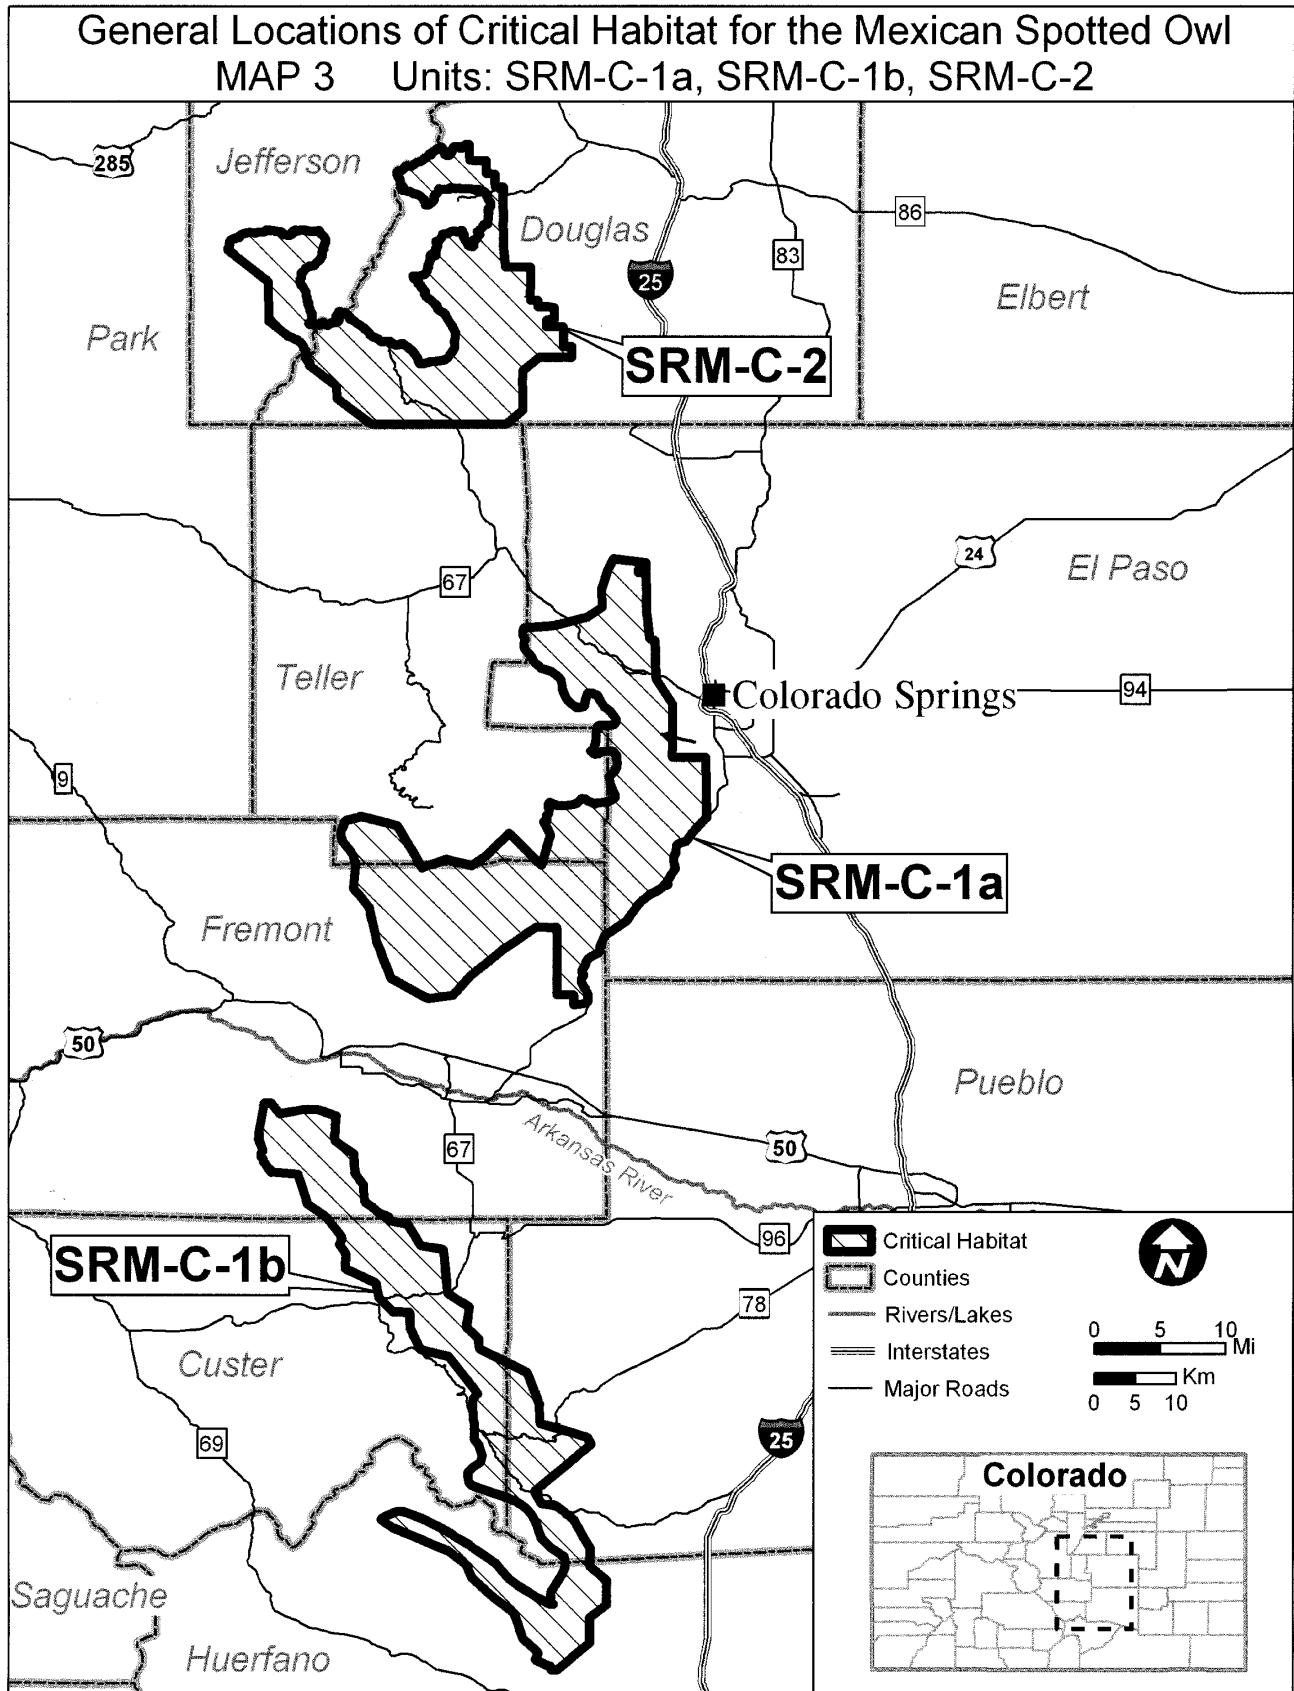 General Locations of Critical Habitat for the Mexican Spotted Owl
MAP 3 Units: SRM-C-1a, SRM-C-1b, SRM-C-2
285
Jefferson
Douglas
86
83
25
Elbert
Park
SRM-C-2
24
El Paso
67
Teller
Colorado Springs
94
9
SRM-C-1a
Fremont
50
Pueblo
Arkansas River
67
50
96
SRM-C-1b
78
Custer
69
25
Saguache
Huerfano
Critical Habitat
Counties
Rivers/Lakes
Interstates
Major Roads
N
0 5 10
Mi
Km
0 5 10
Colorado